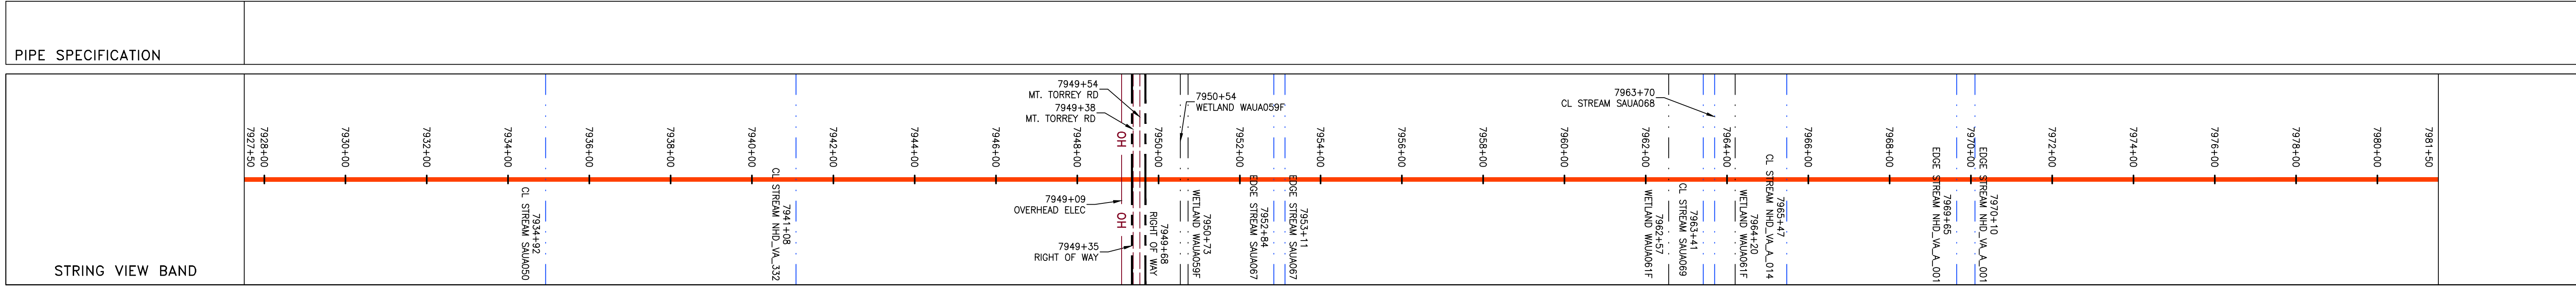 PIPE SPECIFICATION
STRING VIEW BAND
7927+50
7928+00
7930+00
7932+00
7934+00
7936+00
7938+00
7940+00
7942+00
7944+00
7946+00
7948+00
7950+00
7952+00
7954+00
7956+00
7958+00
7960+00
7962+00
7964+00
7966+00
7968+00
7970+00
7972+00
7974+00
7976+00
7978+00
7980+00
7981+50
7934+92
CL STREAM SAUA050
7941+08
CL STREAM NHD_VA_332
7949+54
MT. TORREY RD
7949+38
MT. TORREY RD
OH
OH
7949+09
OVERHEAD ELEC
7949+35
RIGHT OF WAY
7949+68
RIGHT OF WAY
7950+54
WETLAND WAUA059F
7950+73
WETLAND WAUA059F
7952+84
EDGE STREAM SAUA067
7953+11
EDGE STREAM SAUA067
7962+57
WETLAND WAUA061F
7963+41
CL STREAM SAUA069
7963+70
CL STREAM SAUA068
7964+20
WETLAND WAUA061F
7965+47
CL STREAM NHD_VA_A_014
7969+65
EDGE STREAM NHD_VA_A_001
7970+10
EDGE STREAM NHD_VA_A_001